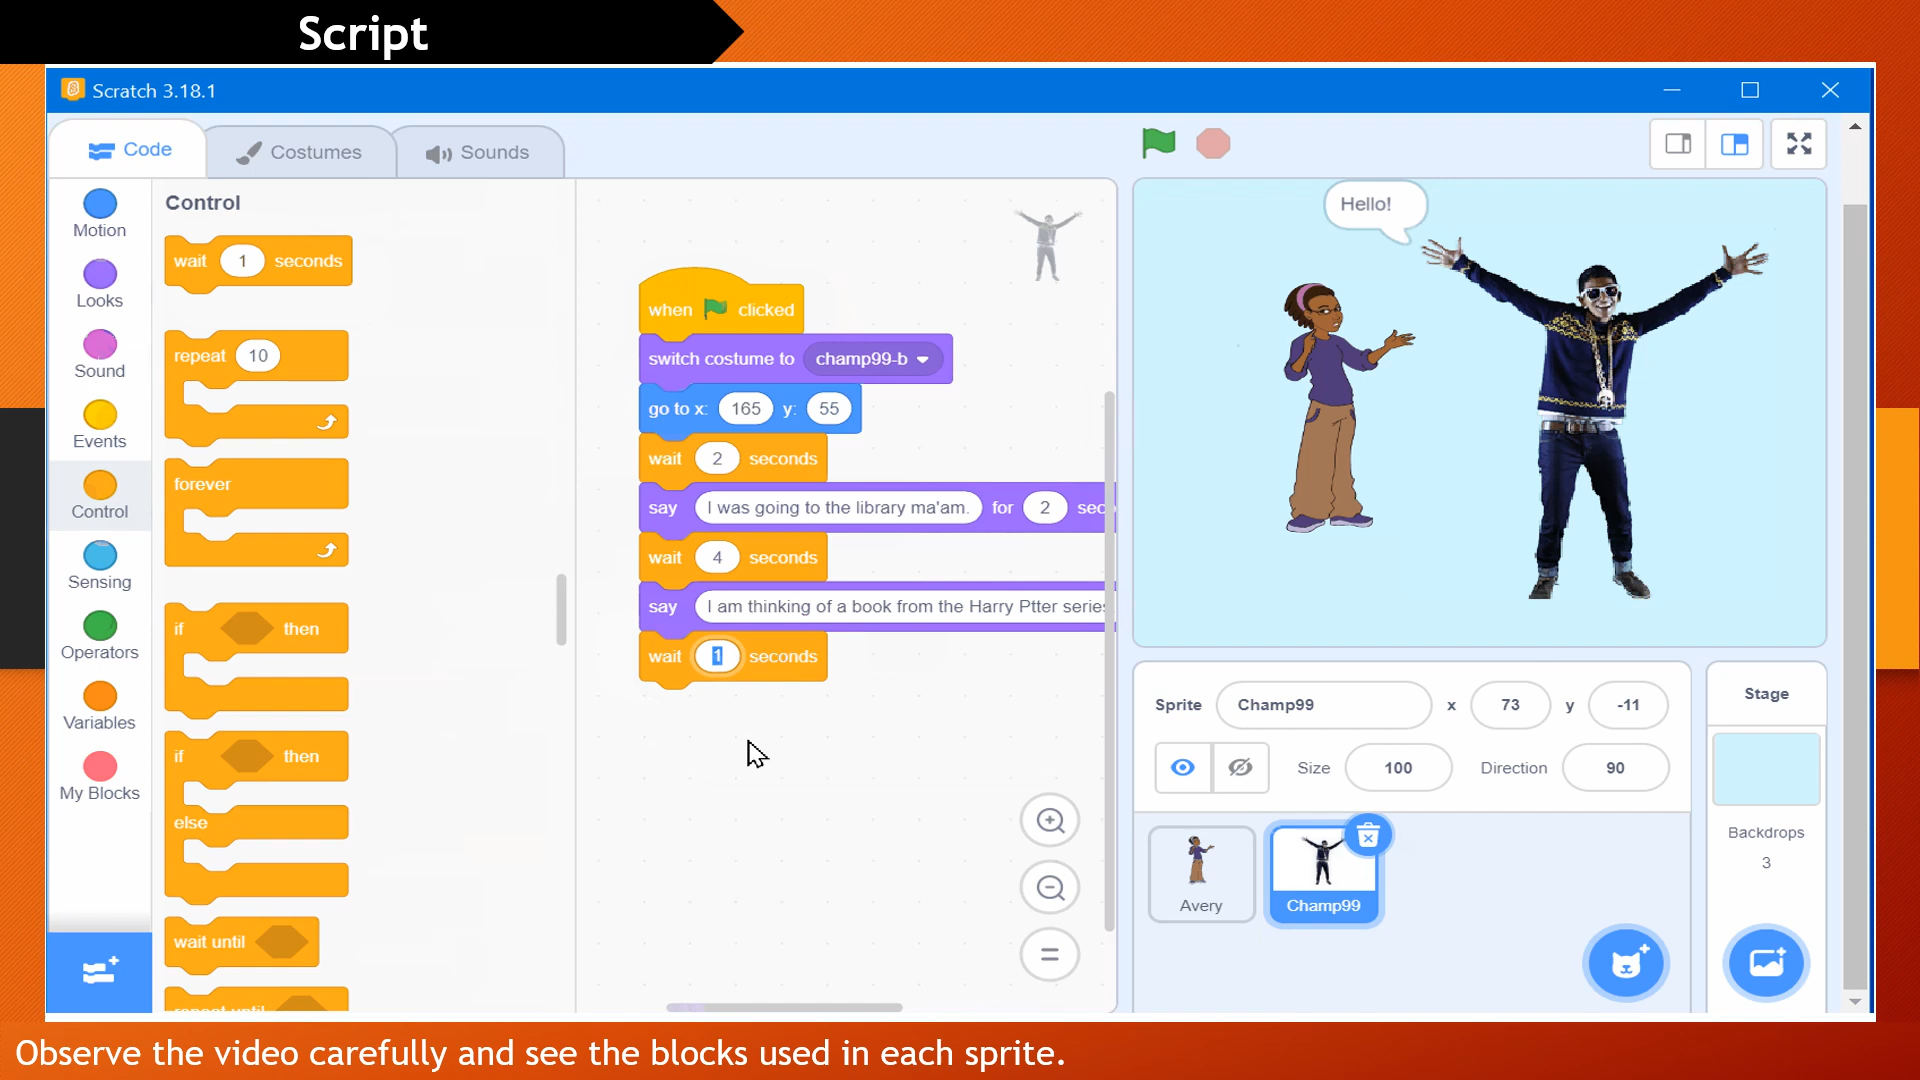 Script
Scratch 3.18.1
Code
Costumes
Sounds
Motion
Looks
Sound
Events
Control
Sensing
Operators
Variables
My Blocks
Control
wait 1 seconds
repeat 10
forever
if then
if then
else
wait until
repeat until
when clicked
switch costume to champ99-b
go to x: 165 y: 55
wait 2 seconds
say I was going to the library ma'am. for 2 sec
wait 4 seconds
say I am thinking of a book from the Harry Ptter series
wait 1 seconds
Hello!
Sprite Champ99 x 73 y -11
Size 100 Direction 90
Avery
Champ99
Stage
Backdrops
3
Observe the video carefully and see the blocks used in each sprite.